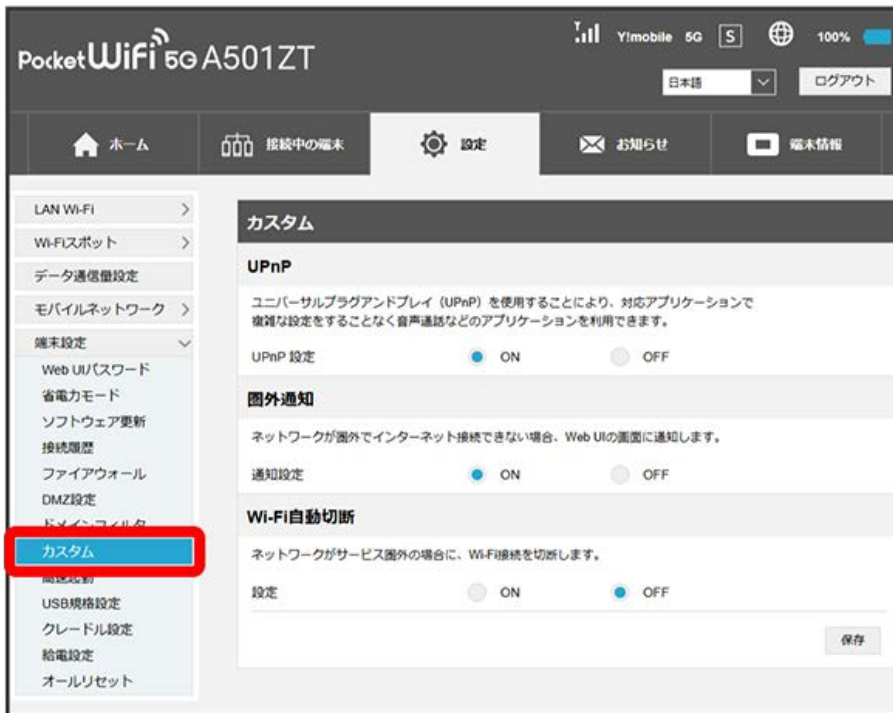 Pocket WiFi 5G A501ZT
Y!mobile 5G S 100%
日本語 ログアウト
ホーム 接続中の端末 設定 お知らせ 端末情報
LAN Wi-Fi
Wi-Fiスポット
データ通信量設定
モバイルネットワーク
端末設定
Web UIパスワード
省電力モード
ソフトウェア更新
接続履歴
ファイアウォール
DMZ設定
ドメインフィルタ
カスタム
高速起動
USB規格設定
クレードル設定
給電設定
オールリセット
カスタム
UPnP
ユニバーサルプラグアンドプレイ（UPnP）を使用することにより、対応アプリケーションで
複雑な設定をすることなく音声通話などのアプリケーションを利用できます。
UPnP 設定 ON OFF
圏外通知
ネットワークが圏外でインターネット接続できない場合、Web UIの画面に通知します。
通知設定 ON OFF
Wi-Fi自動切断
ネットワークがサービス圏外の場合に、Wi-Fi接続を切断します。
設定 ON OFF
保存